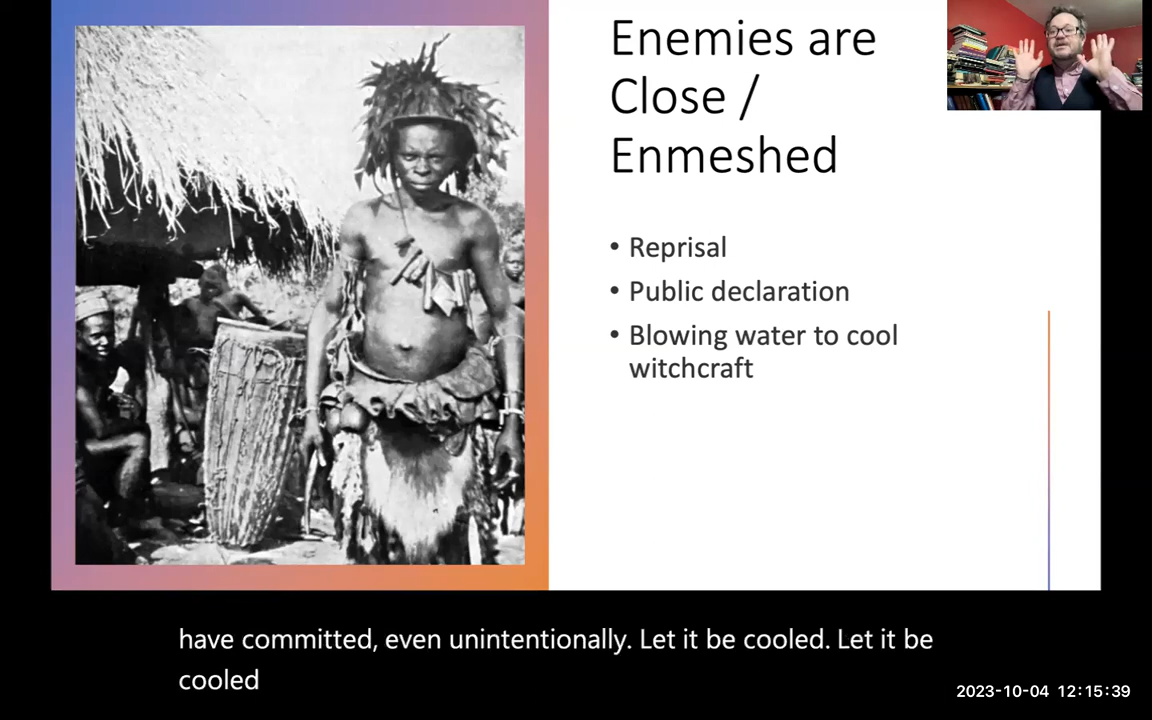 Enemies are
Close /
Enmeshed
• Reprisal
• Public declaration
• Blowing water to cool
witchcraft
have committed, even unintentionally. Let it be cooled. Let it be
cooled
2023-10-04 12:15:39